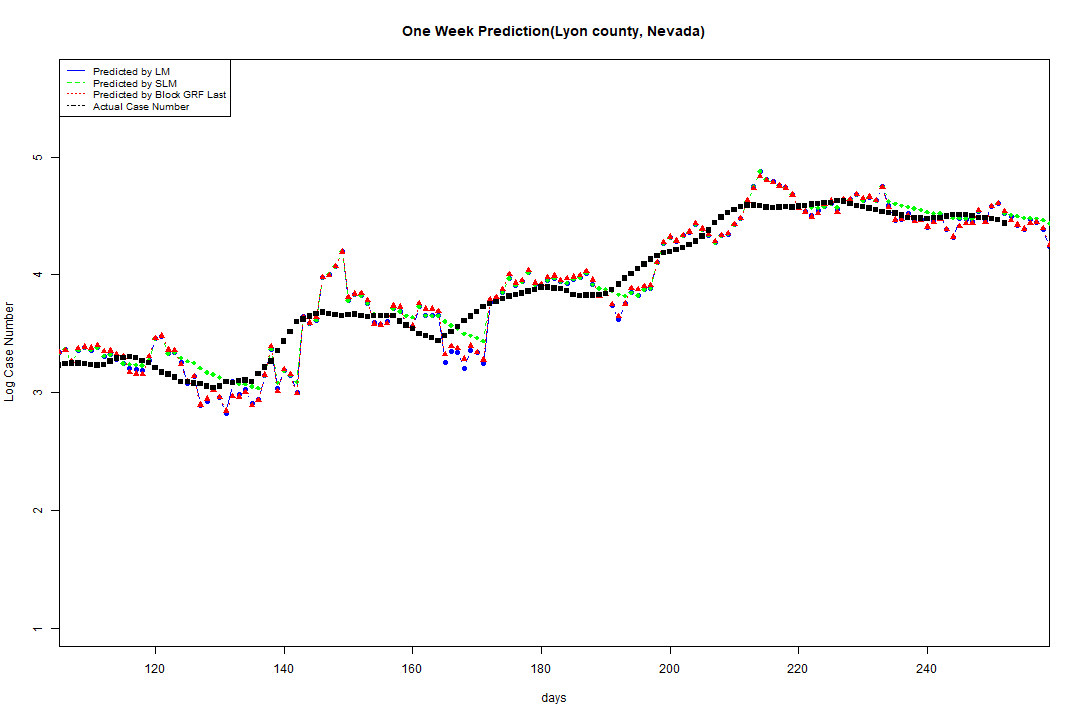 One Week Prediction(Lyon county, Nevada)
Predicted by LM
Predicted by SLM
Predicted by Block GRF Last
Actual Case Number
5
4
3
2
1
Log Case Number
120 140 160 180 200 220 240
days